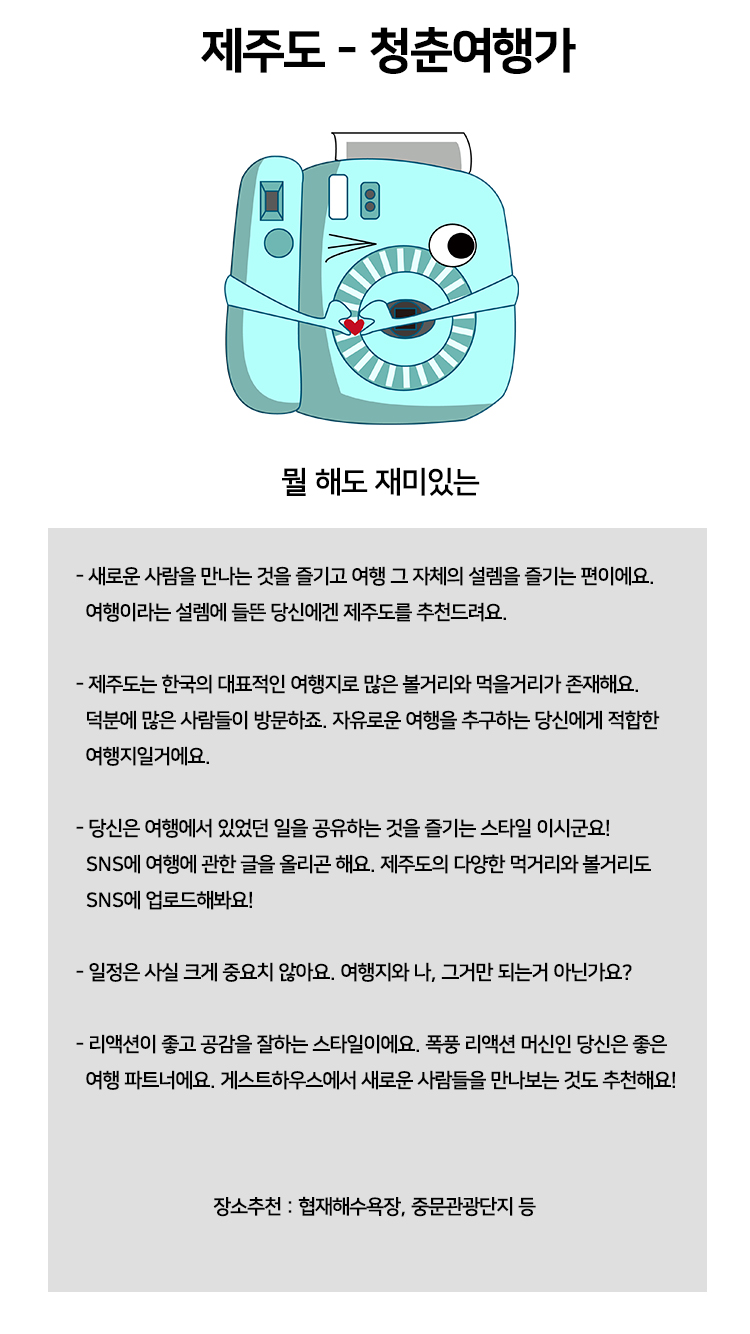 제주도 - 청춘여행가
뭘 해도 재미있는
- 새로운 사람을 만나는 것을 즐기고 여행 그 자체의 설렘을 즐기는 편이에요.
여행이라는 설렘에 들뜬 당신에겐 제주도를 추천드려요.
- 제주도는 한국의 대표적인 여행지로 많은 볼거리와 먹을거리가 존재해요.
덕분에 많은 사람들이 방문하죠. 자유로운 여행을 추구하는 당신에게 적합한
여행지일거에요.
- 당신은 여행에서 있었던 일을 공유하는 것을 즐기는 스타일 이시군요!
SNS에 여행에 관한 글을 올리곤 해요. 제주도의 다양한 먹거리와 볼거리도
SNS에 업로드해봐요!
- 일정은 사실 크게 중요치 않아요. 여행지와 나, 그거만 되는거 아닌가요?
- 리액션이 좋고 공감을 잘하는 스타일이에요. 폭풍 리액션 머신인 당신은 좋은
여행 파트너에요. 게스트하우스에서 새로운 사람들을 만나보는 것도 추천해요!
장소추천 : 협재해수욕장, 중문관광단지 등